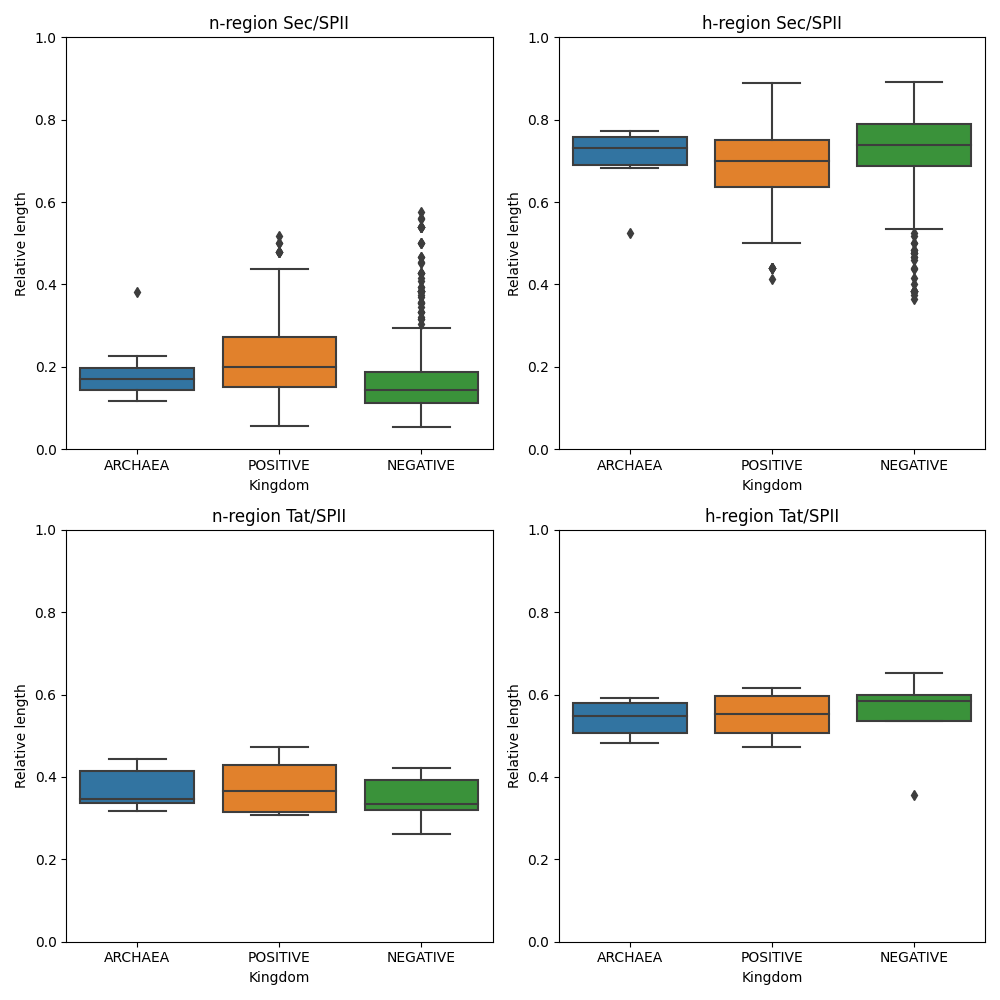 n-region Sec/SPII
1.0
0.8
0.6
0.4
0.2
0.0
Relative length
ARCHAEA POSITIVE NEGATIVE
Kingdom
h-region Sec/SPII
1.0
0.8
0.6
0.4
0.2
0.0
Relative length
ARCHAEA POSITIVE NEGATIVE
Kingdom
n-region Tat/SPII
1.0
0.8
0.6
0.4
0.2
0.0
Relative length
ARCHAEA POSITIVE NEGATIVE
Kingdom
h-region Tat/SPII
1.0
0.8
0.6
0.4
0.2
0.0
Relative length
ARCHAEA POSITIVE NEGATIVE
Kingdom